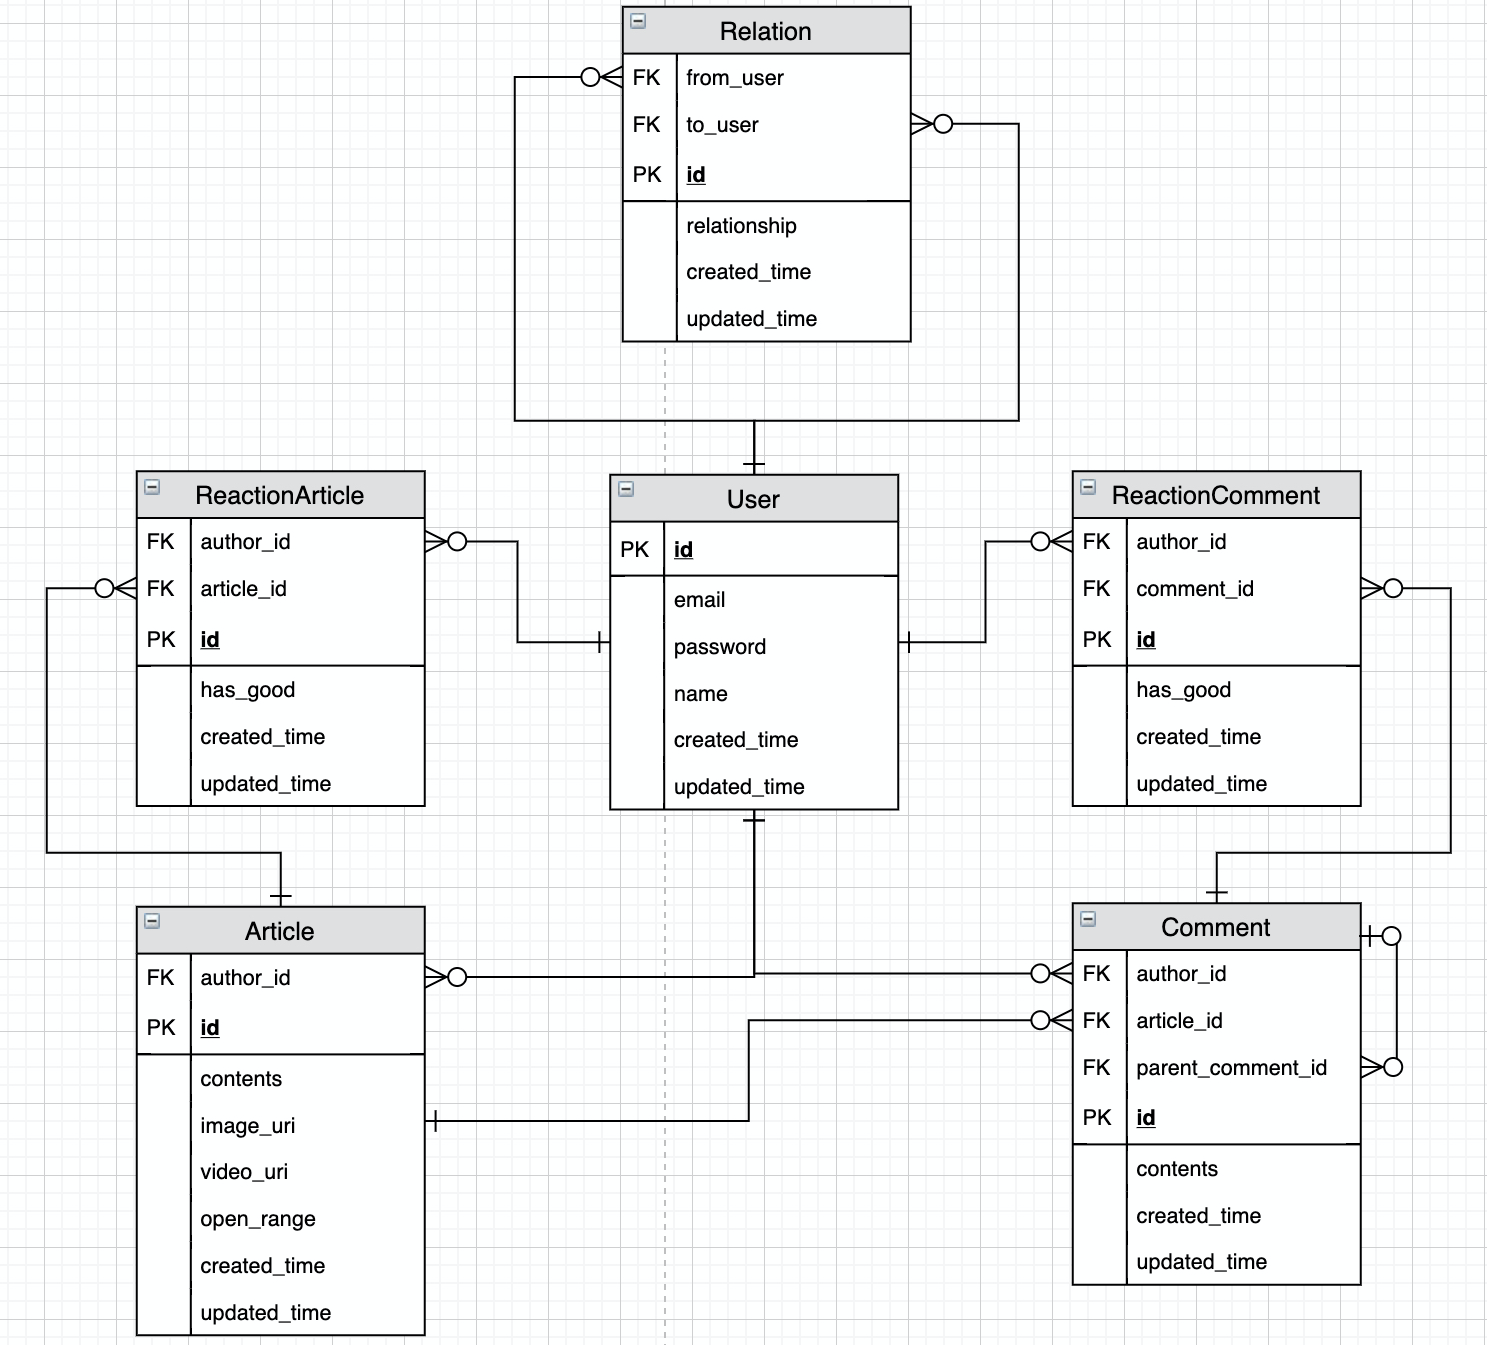 Relation
FK from_user
FK to_user
PK id
relationship
created_time
updated_time
ReactionArticle
FK author_id
FK article_id
PK id
has_good
created_time
updated_time
User
PK id
email
password
name
created_time
updated_time
ReactionComment
FK author_id
FK comment_id
PK id
has_good
created_time
updated_time
Article
FK author_id
PK id
contents
image_uri
video_uri
open_range
created_time
updated_time
Comment
FK author_id
FK article_id
FK parent_comment_id
PK id
contents
created_time
updated_time